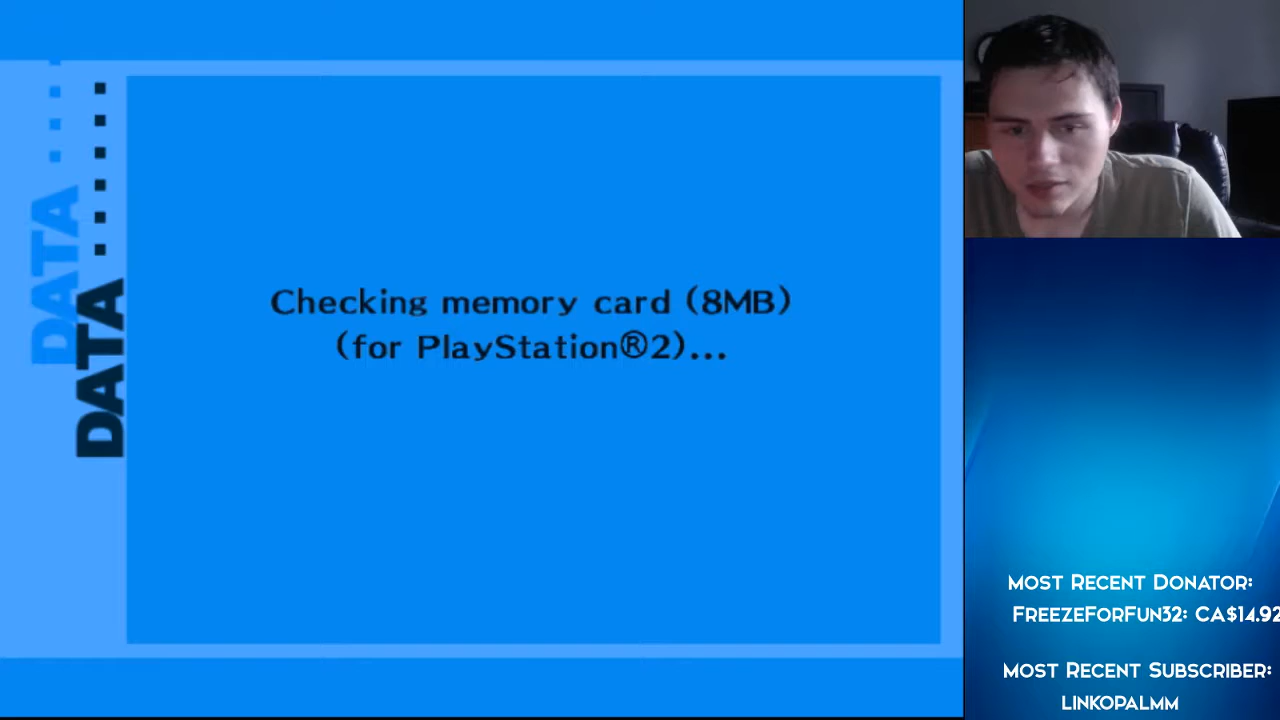 DATA
DATA
Checking memory card (8MB)
(for PlayStation®2)...
MOST RECENT DONATOR:
FREEZEFORFUN32: CA$14.92
MOST RECENT SUBSCRIBER:
LINKOPALMM